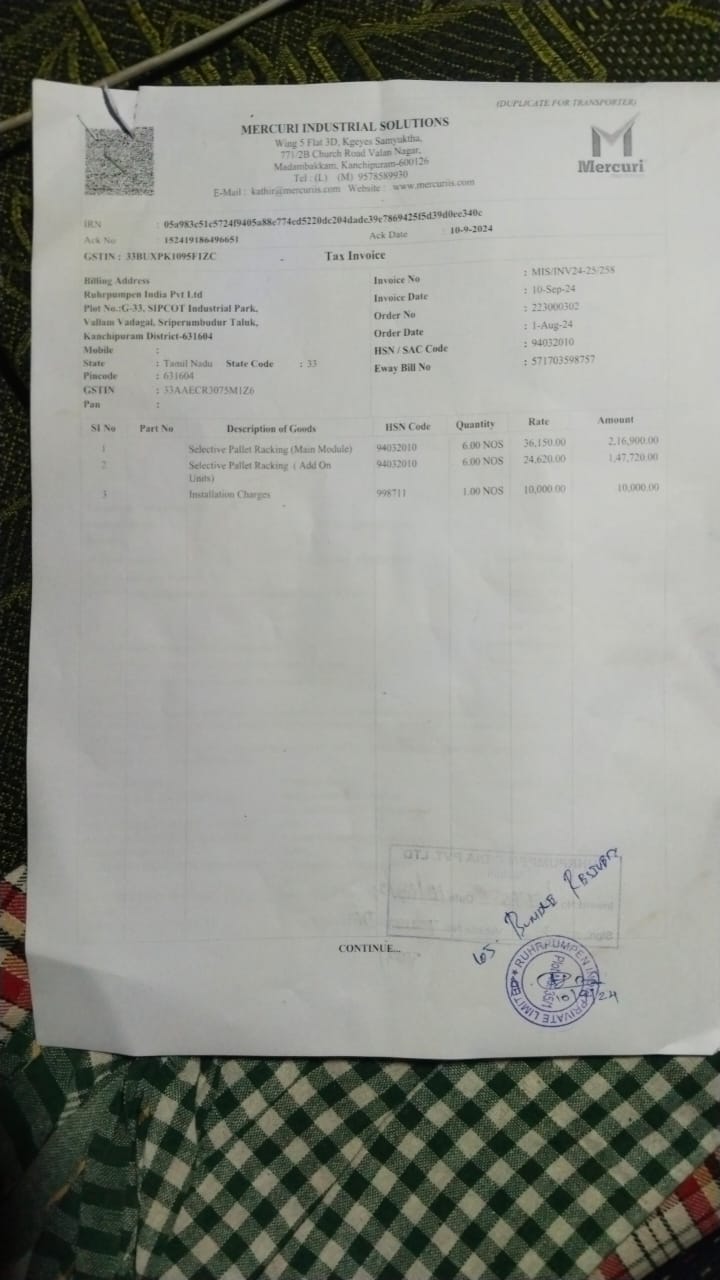 (DUPLICATE FOR TRANSPORTER)
MERCURI INDUSTRIAL SOLUTIONS
Wing 5 Flat 3D, Kgeyes Samyuktha,
771/2B Church Road Valan Nagar,
Madambakkam, Kanchipuram-600126
Tel : (L) (M) 9578589930
E-Mail : kathir@mercuriis.com Website : www.mercuriis.com
Mercuri
IRN :
Ack No : 152419186496651 Ack Date : 10-9-2024
GSTIN : 33BUXPK1095F1ZC Tax Invoice
Billing Address
Ruhrpumpen India Pvt Ltd
Plot No.:G-33, SIPCOT Industrial Park,
Vallam Vadagal, Sriperumbudur Taluk,
Kanchipuram District-631604
Mobile :
State : Tamil Nadu State Code : 33
Pincode : 631604
GSTIN : 33AAECR3075M1Z6
Pan :
Invoice No : MIS/INV24-25/258
Invoice Date : 10-Sep-24
Order No : 223000302
Order Date : 1-Aug-24
HSN / SAC Code : 94032010
Eway Bill No : 571703598757
SI No Part No Description of Goods HSN Code Quantity Rate Amount
1 Selective Pallet Racking (Main Module) 94032010 6.00 NOS 36,150.00 2,16,900.00
2 Selective Pallet Racking ( Add On 94032010 6.00 NOS 24,620.00 1,47,720.00
Units)
3 Installation Charges 998711 1.00 NOS 10,000.00 10,000.00
65. BUNDLE
CONTINUE...
RUHRPUMPEN INDIA PRIVATE LIMITED